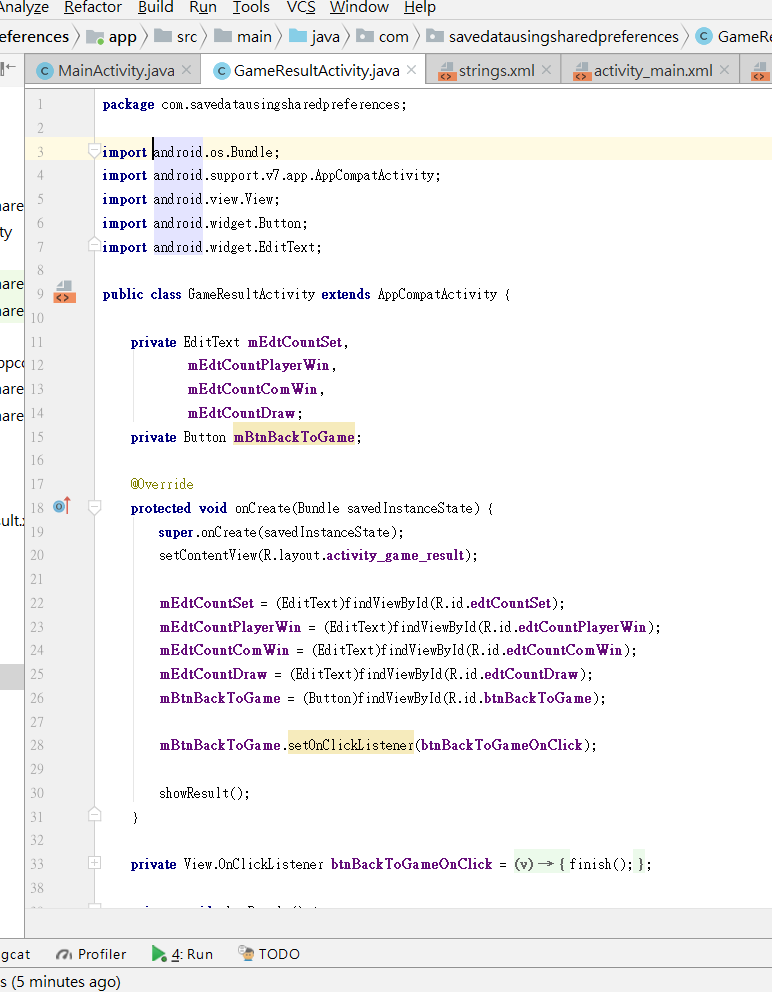 Analyze Refactor Build Run Tools VCS Window Help
eferences app src main java com savedatausingsharedpreferences GameRe
MainActivity.java GameResultActivity.java strings.xml activity_main.xml
1 package com.savedatausingsharedpreferences;
2
3 import android.os.Bundle;
4 import android.support.v7.app.AppCompatActivity;
5 import android.view.View;
6 import android.widget.Button;
7 import android.widget.EditText;
8
9 public class GameResultActivity extends AppCompatActivity {
10
11 private EditText mEdtCountSet,
12 mEdtCountPlayerWin,
13 mEdtCountComWin,
14 mEdtCountDraw;
15 private Button mBtnBackToGame;
16
17 @Override
18 protected void onCreate(Bundle savedInstanceState) {
19 super.onCreate(savedInstanceState);
20 setContentView(R.layout.activity_game_result);
21
22 mEdtCountSet = (EditText)findViewById(R.id.edtCountSet);
23 mEdtCountPlayerWin = (EditText)findViewById(R.id.edtCountPlayerWin);
24 mEdtCountComWin = (EditText)findViewById(R.id.edtCountComWin);
25 mEdtCountDraw = (EditText)findViewById(R.id.edtCountDraw);
26 mBtnBackToGame = (Button)findViewById(R.id.btnBackToGame);
27
28 mBtnBackToGame.setOnClickListener(btnBackToGameOnClick);
29
30 showResult();
31 }
32
33 private View.OnClickListener btnBackToGameOnClick = (v) → { finish(); };
38
hare
ty
hare
hare
ppco
hare
hare
ult.x
gcat Profiler 4: Run TODO
s (5 minutes ago)